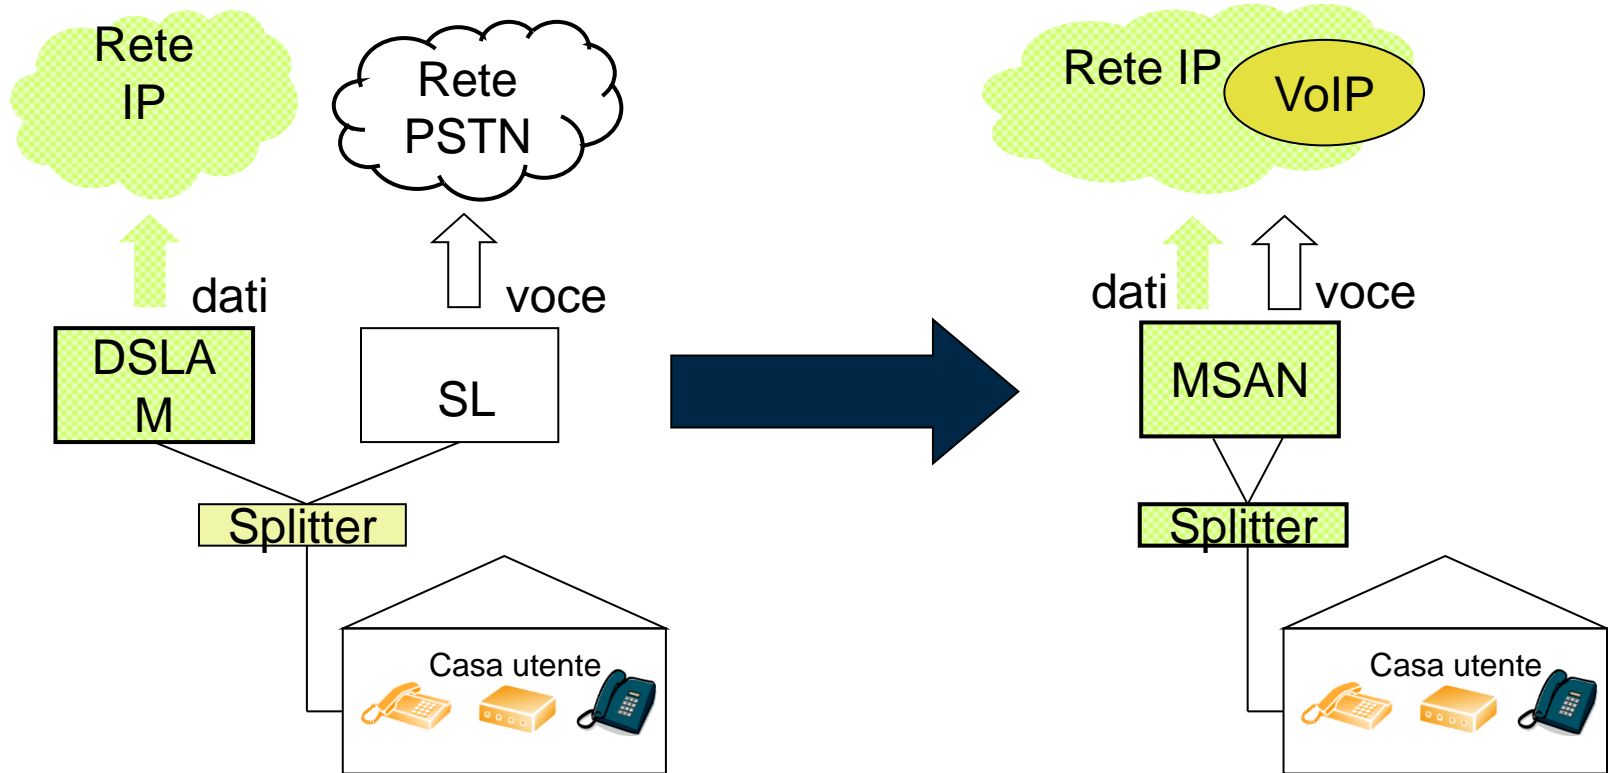 Rete
IP
Rete
PSTN
dati
voce
DSLA
M
SL
Splitter
Casa utente
Rete IP
VoIP
dati
voce
MSAN
Splitter
Casa utente